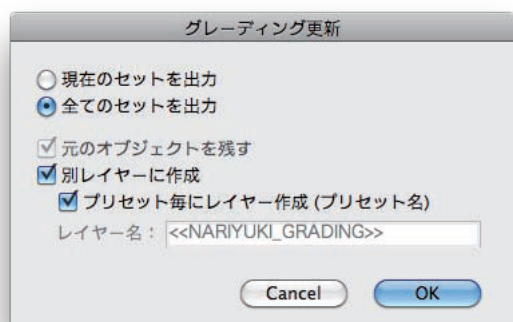 グレーディング更新
現在のセットを出力
全てのセットを出力
元のオブジェクトを残す
別レイヤーに作成
プリセット毎にレイヤー作成 (プリセット名)
レイヤー名： <<NARIYUKI_GRADING>>
Cancel OK